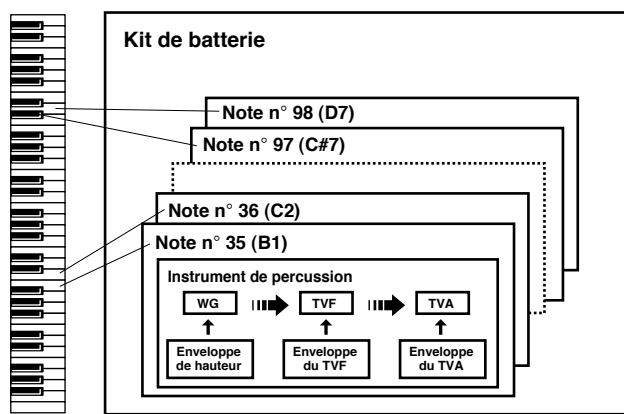 Kit de batterie
Note n° 98 (D7)
Note n° 97 (C#7)
Note n° 36 (C2)
Note n° 35 (B1)
Instrument de percussion
WG
TVF
TVA
Enveloppe
de hauteur
Enveloppe
du TVF
Enveloppe
du TVA